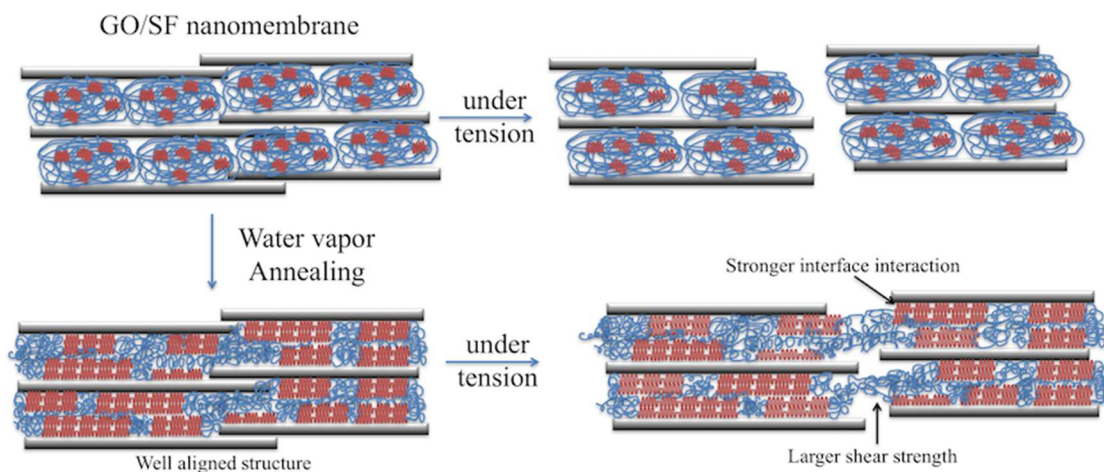 GO/SF nanomembrane
under
tension
Water vapor
Annealing
Stronger interface interaction
under
tension
Well aligned structure
Larger shear strength